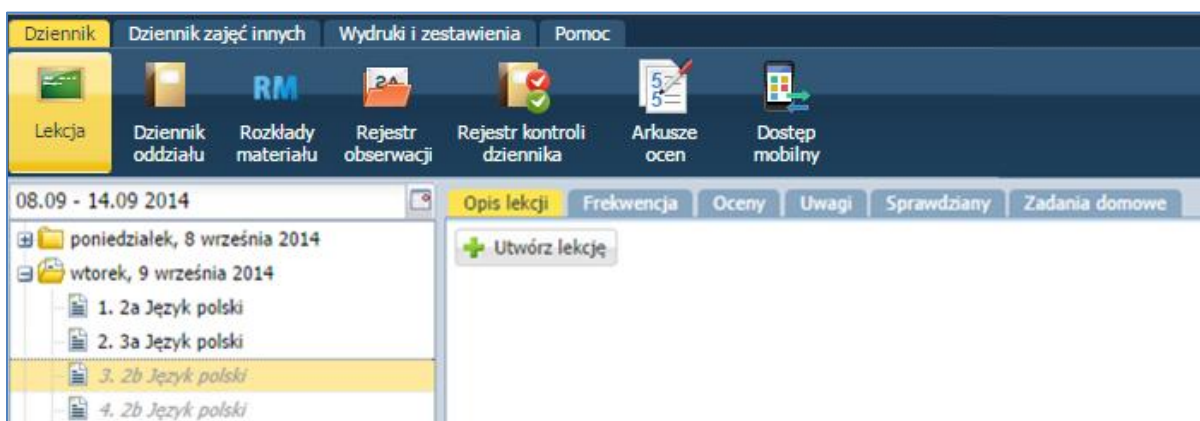 Dziennik Dziennik zajęć innych Wydruki i zestawienia Pomoc
RM 2A 5 5
Lekcja Dziennik oddziału Rozkłady materiału Rejestr obserwacji Rejestr kontroli dziennika Arkusze ocen Dostęp mobilny
08.09 - 14.09 2014
Opis lekcji Frekwencja Oceny Uwagi Sprawdziany Zadania domowe
poniedziałek, 8 września 2014
Utwórz lekcję
wtorek, 9 września 2014
1. 2a Język polski
2. 3a Język polski
3. 2b Język polski
4. 2b Język polski